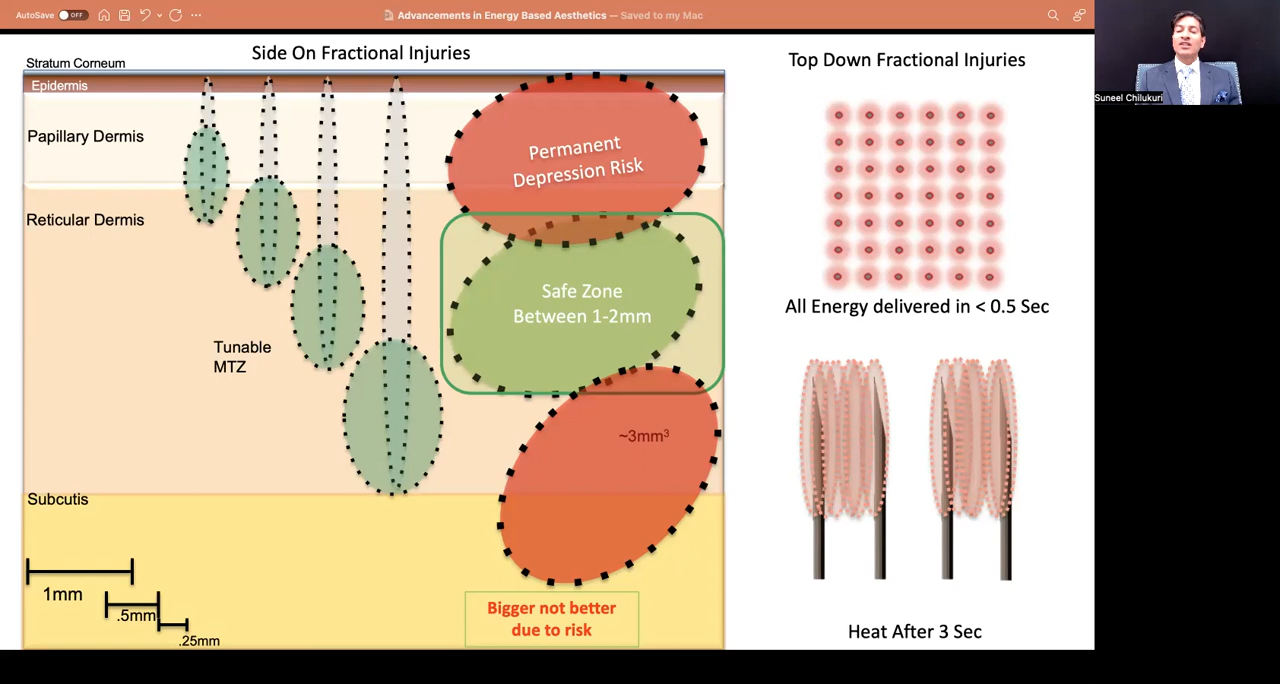 AutoSave OFF
Advancements in Energy Based Aesthetics — Saved to my Mac
Suneel Chilukuri
Side On Fractional Injuries
Stratum Corneum
Epidermis
Papillary Dermis
Reticular Dermis
Tunable
MTZ
Subcutis
1mm
.5mm
.25mm
Permanent
Depression Risk
Safe Zone
Between 1-2mm
~3mm³
Bigger not better
due to risk
Top Down Fractional Injuries
All Energy delivered in < 0.5 Sec
Heat After 3 Sec